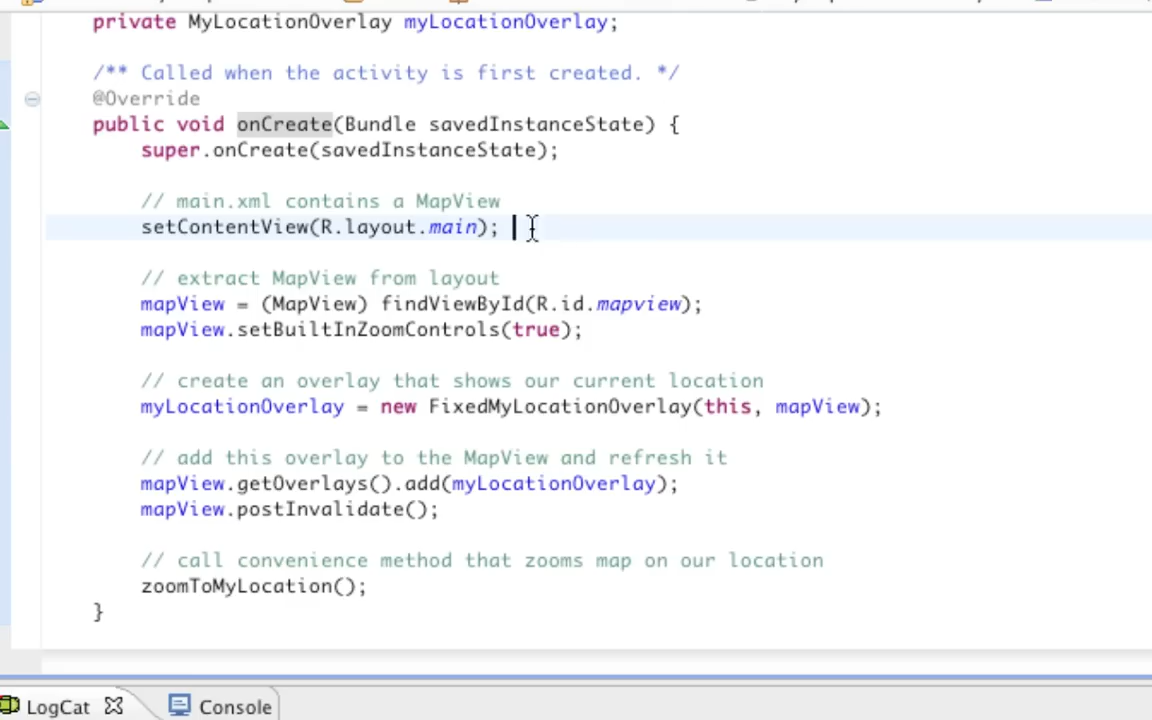 private MyLocationOverlay myLocationOverlay;
/** Called when the activity is first created. */
@Override
public void onCreate(Bundle savedInstanceState) {
super.onCreate(savedInstanceState);
// main.xml contains a MapView
setContentView(R.layout.main);
// extract MapView from layout
mapView = (MapView) findViewById(R.id.mapview);
mapView.setBuiltInZoomControls(true);
// create an overlay that shows our current location
myLocationOverlay = new FixedMyLocationOverlay(this, mapView);
// add this overlay to the MapView and refresh it
mapView.getOverlays().add(myLocationOverlay);
mapView.postInvalidate();
// call convenience method that zooms map on our location
zoomToMyLocation();
}
LogCat Console